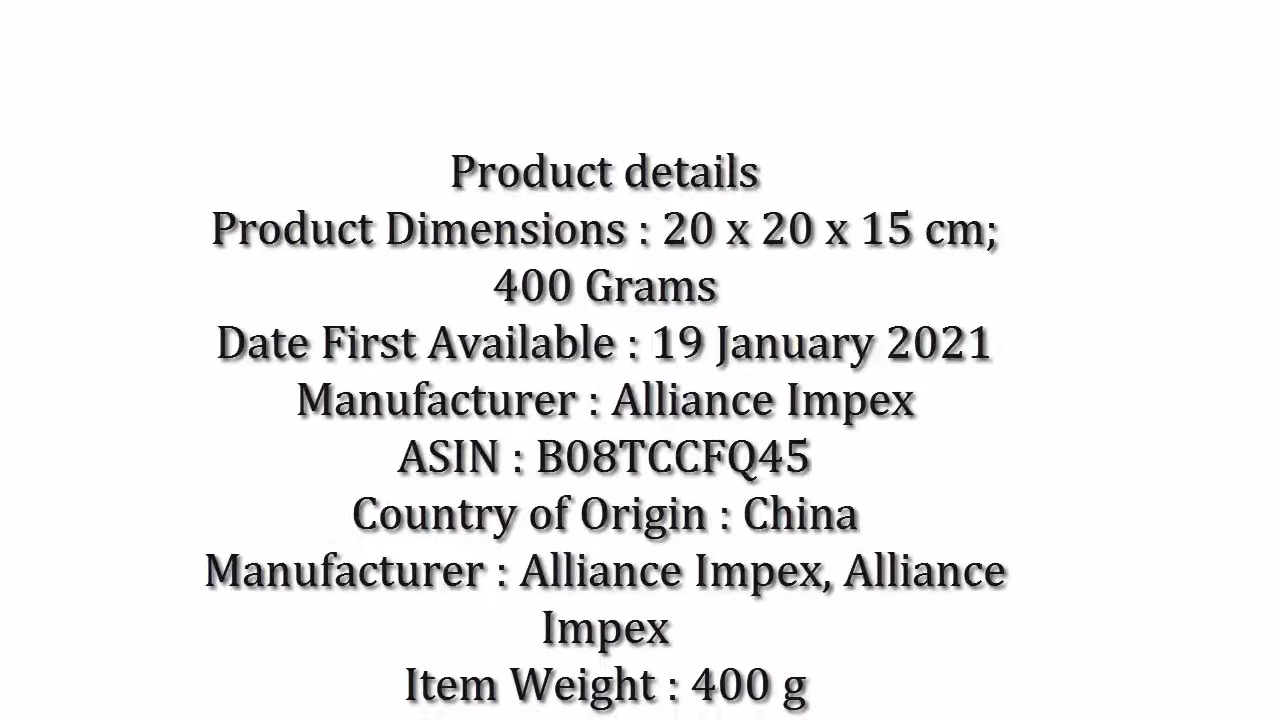 Product details
Product Dimensions : 20 x 20 x 15 cm;
400 Grams
Date First Available : 19 January 2021
Manufacturer : Alliance Impex
ASIN : B08TCCFQ45
Country of Origin : China
Manufacturer : Alliance Impex, Alliance
Impex
Item Weight : 400 g